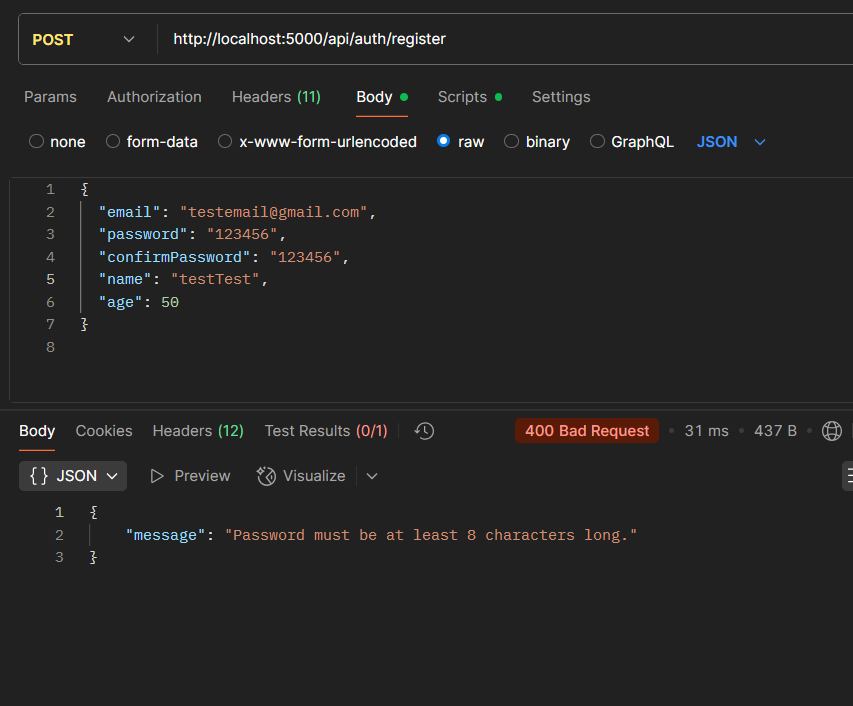 POST http://localhost:5000/api/auth/register
Params Authorization Headers (11) Body Scripts Settings
none form-data x-www-form-urlencoded raw binary GraphQL JSON
1 {
2 "email": "testemail@gmail.com",
3 "password": "123456",
4 "confirmPassword": "123456",
5 "name": "testTest",
6 "age": 50
7 }
8
Body Cookies Headers (12) Test Results (0/1) 400 Bad Request • 31 ms • 437 B •
{} JSON Preview Visualize
1 {
2 "message": "Password must be at least 8 characters long."
3 }